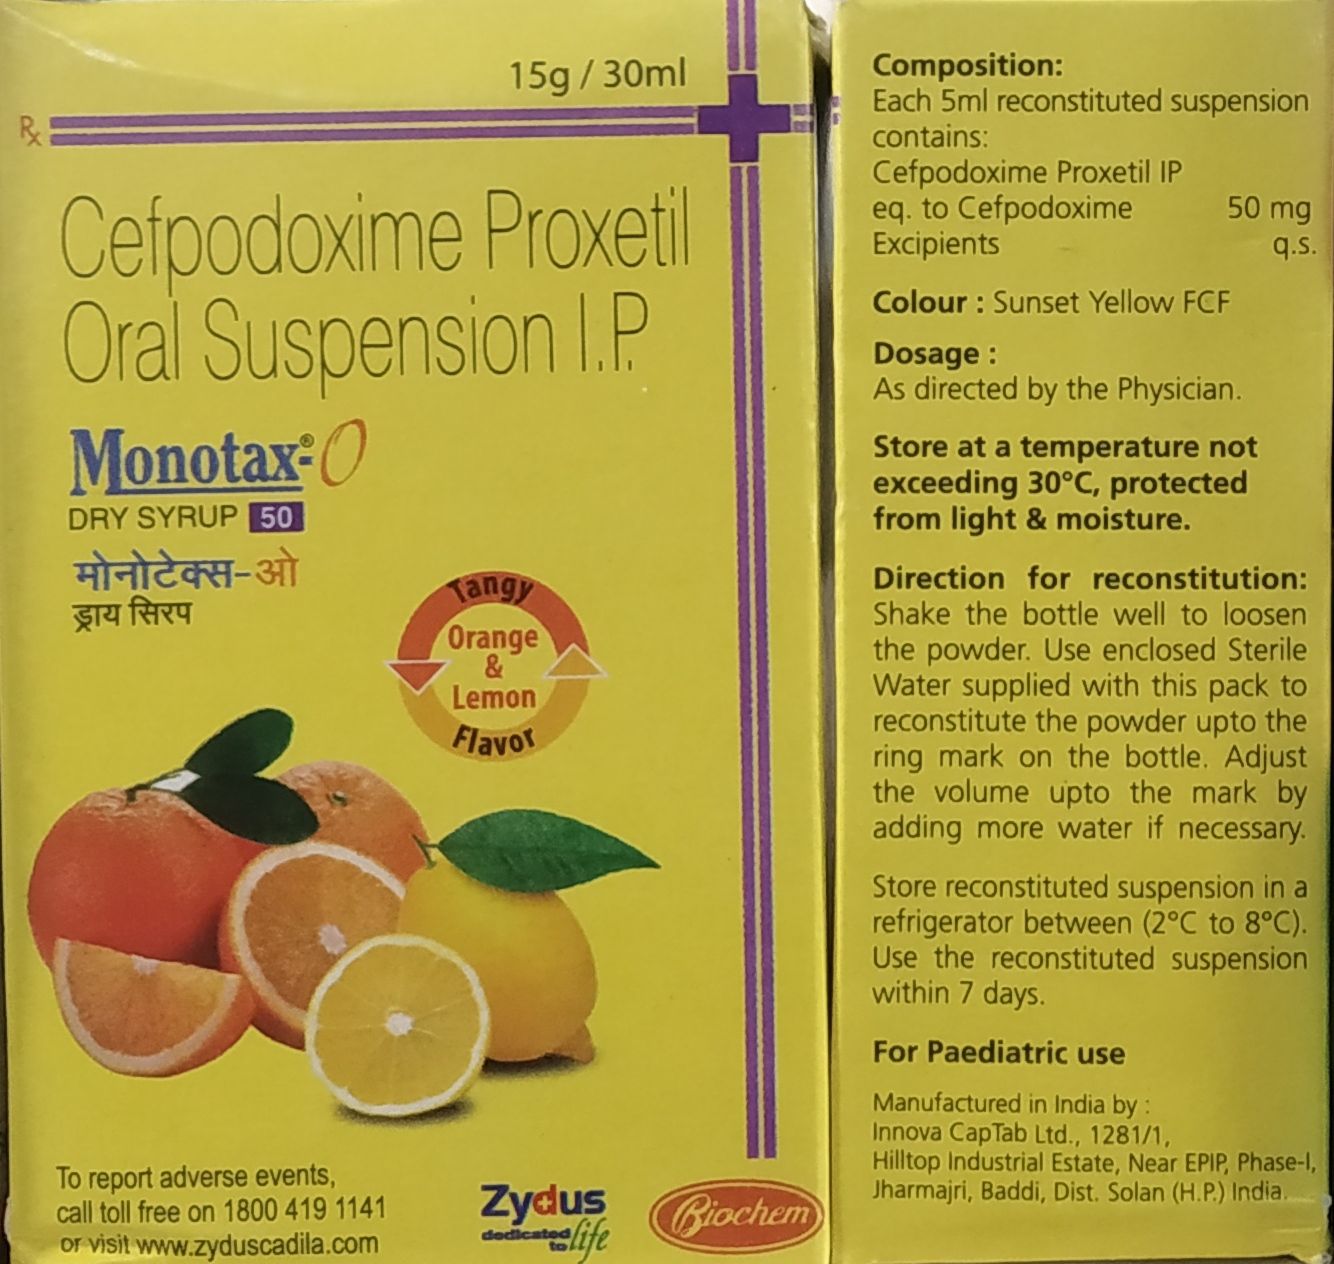 15g / 30ml
Rx
Cefpodoxime Proxetil
Oral Suspension I.P.
Monotax®-O
DRY SYRUP 50
मोनोटेक्स-ओ
ड्राय सिरप
Tangy
Orange
&
Lemon
Flavor
To report adverse events,
call toll free on 1800 419 1141
or visit www.zyduscadila.com
Zydus
dedicated
to life
Biochem
Composition:
Each 5ml reconstituted suspension
contains:
Cefpodoxime Proxetil IP
eq. to Cefpodoxime 50 mg
Excipients q.s.
Colour : Sunset Yellow FCF
Dosage :
As directed by the Physician.
Store at a temperature not
exceeding 30°C, protected
from light & moisture.
Direction for reconstitution:
Shake the bottle well to loosen
the powder. Use enclosed Sterile
Water supplied with this pack to
reconstitute the powder upto the
ring mark on the bottle. Adjust
the volume upto the mark by
adding more water if necessary.
Store reconstituted suspension in a
refrigerator between (2°C to 8°C).
Use the reconstituted suspension
within 7 days.
For Paediatric use
Manufactured in India by :
Innova CapTab Ltd., 1281/1,
Hilltop Industrial Estate, Near EPIP, Phase-I,
Jharmajri, Baddi, Dist. Solan (H.P.) India.